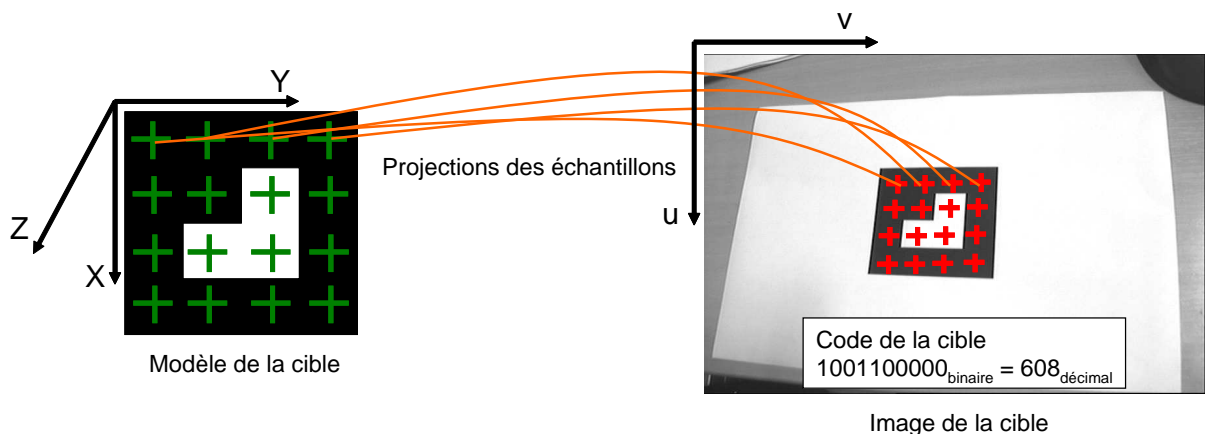 v
Y
Projections des échantillons
u
Z
X
Code de la cible
1001100000binaire = 608décimal
Modèle de la cible
Image de la cible